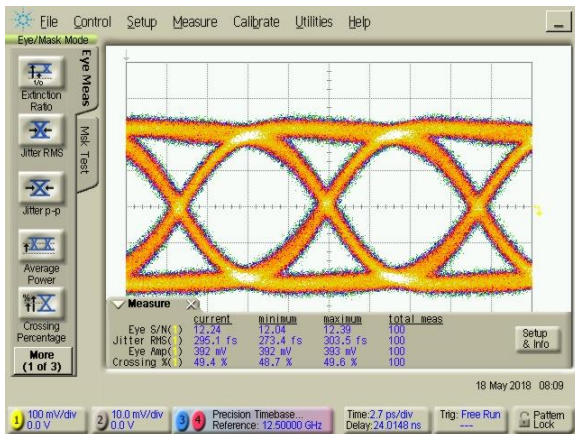 File Control Setup Measure Calibrate Utilities Help
Eye/Mask Mode
Eye Meas
Msk Test
Extinction
Ratio
Jitter RMS
Jitter p-p
Average
Power
Crossing
Percentage
More
(1 of 3)
Measure
current minimum maximum total meas
Eye S/N(1) 12.24 12.04 12.39 100
Jitter RMS(1) 295.1 fs 273.4 fs 303.5 fs 100
Eye Amp(1) 392 mV 392 mV 393 mV 100
Crossing %(1) 49.4 % 48.7 % 49.6 % 100
Setup
& Info
18 May 2018 08:09
1 100 mV/div
0.0 V
2 10.0 mV/div
0.0 V
3 4 Precision Timebase...
Reference: 12.50000 GHz
Time:2.7 ps/div
Delay:24.0148 ns
Trig: Free Run
---
Pattern
Lock